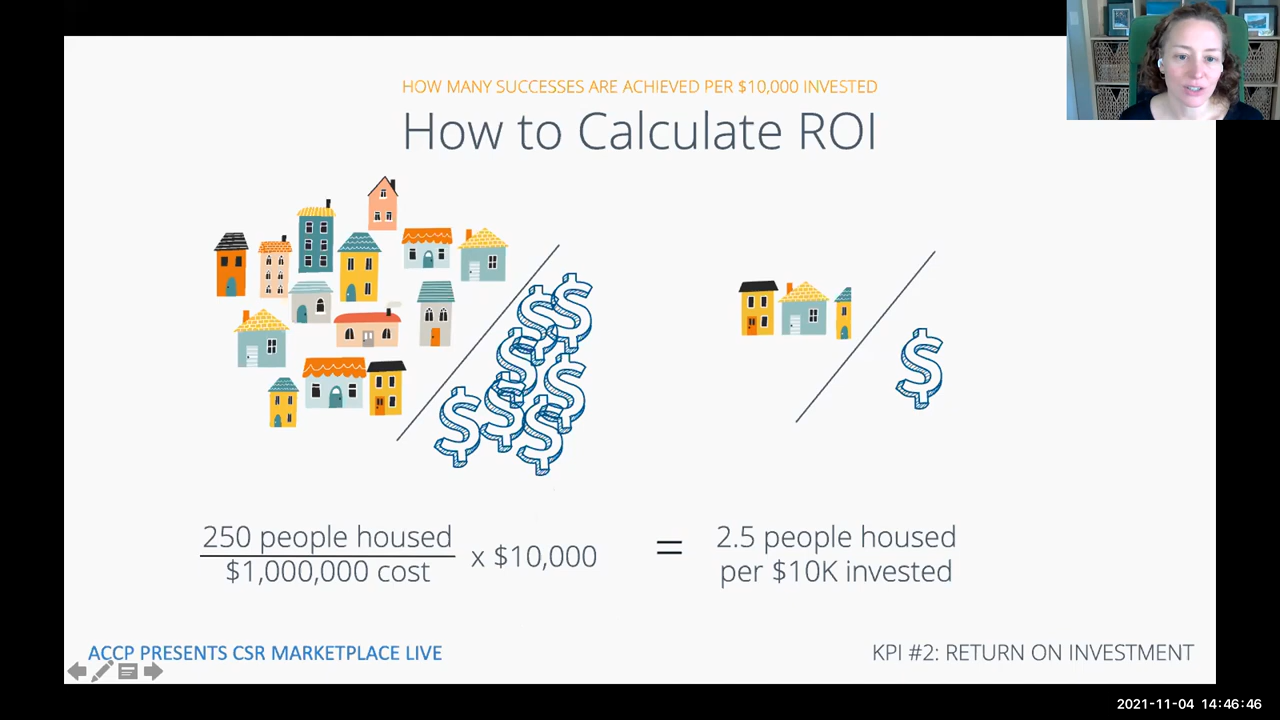 HOW MANY SUCCESSES ARE ACHIEVED PER $10,000 INVESTED
How to Calculate ROI
250 people housed
$1,000,000 cost
x $10,000
=
2.5 people housed
per $10K invested
ACCP PRESENTS CSR MARKETPLACE LIVE
KPI #2: RETURN ON INVESTMENT
2021-11-04 14:46:46